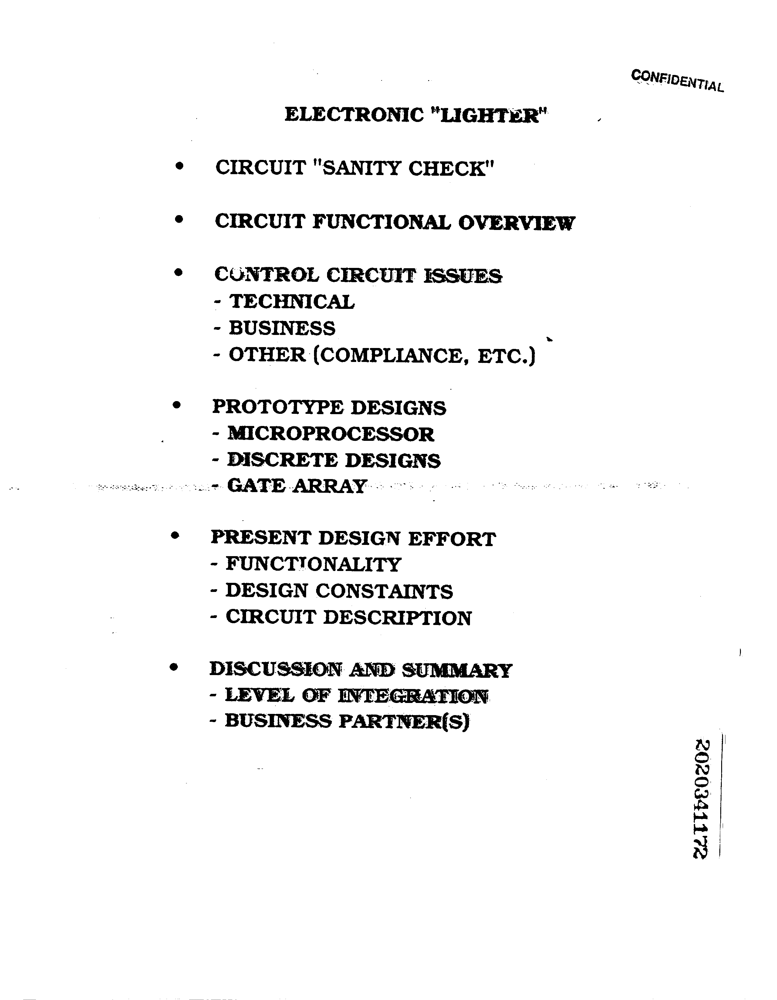 CONFIDENTIAL
ELECTRONIC "LIGHTER"
• CIRCUIT "SANITY CHECK"
• CIRCUIT FUNCTIONAL OVERVIEW
• CONTROL CIRCUIT ISSUES
- TECHNICAL
- BUSINESS
- OTHER (COMPLIANCE, ETC.)
• PROTOTYPE DESIGNS
- MICROPROCESSOR
- DISCRETE DESIGNS
- GATE ARRAY
• PRESENT DESIGN EFFORT
- FUNCTIONALITY
- DESIGN CONSTAINTS
- CIRCUIT DESCRIPTION
• DISCUSSION AND SUMMARY
- LEVEL OF INTEGRATION
- BUSINESS PARTNER(S)
2020341172